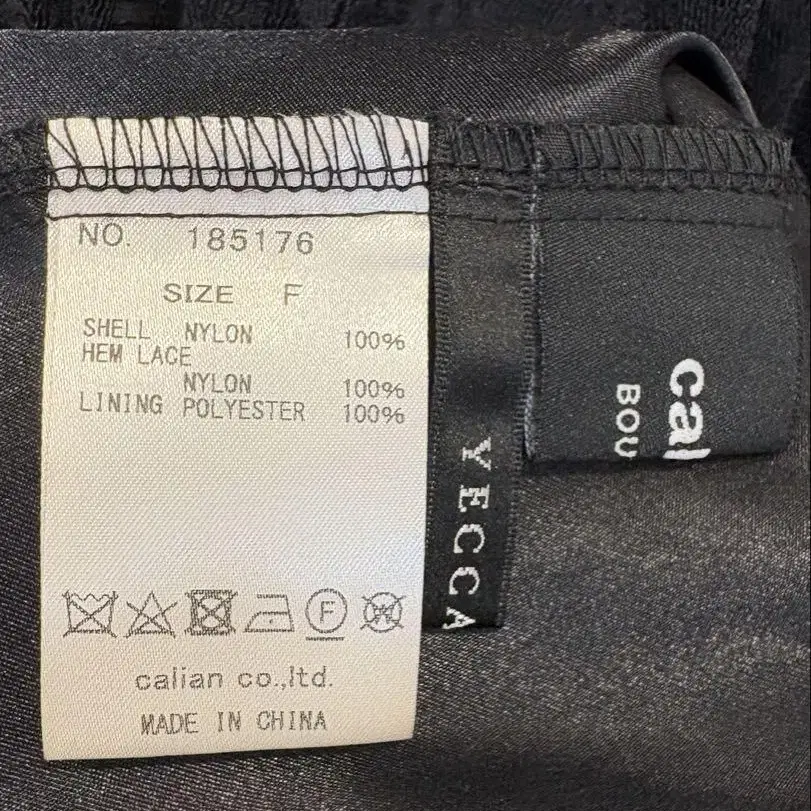 NO. 185176
SIZE F
SHELL NYLON 100%
HEM LACE
NYLON 100%
LINING POLYESTER 100%
F
W
calian co.,ltd.
MADE IN CHINA
YECCA
cal
BOU